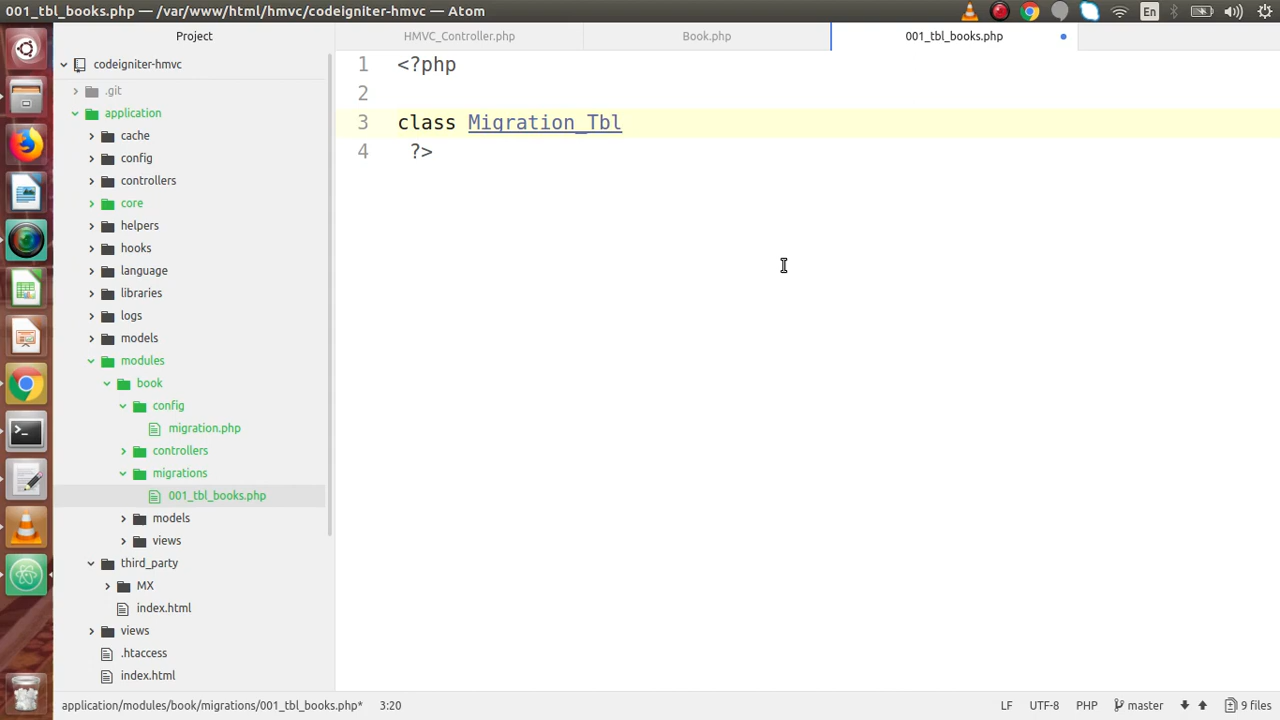 001_tbl_books.php — /var/www/html/hmvc/codeigniter-hmvc — Atom
En
Project
HMVC_Controller.php
Book.php
001_tbl_books.php
codeigniter-hmvc
.git
application
cache
config
controllers
core
helpers
hooks
language
libraries
logs
models
modules
book
config
migration.php
controllers
migrations
001_tbl_books.php
models
views
third_party
MX
index.html
views
.htaccess
index.html
1 <?php
2
3 class Migration_Tbl
4 ?>
application/modules/book/migrations/001_tbl_books.php* 3:20
LF UTF-8 PHP master 9 files